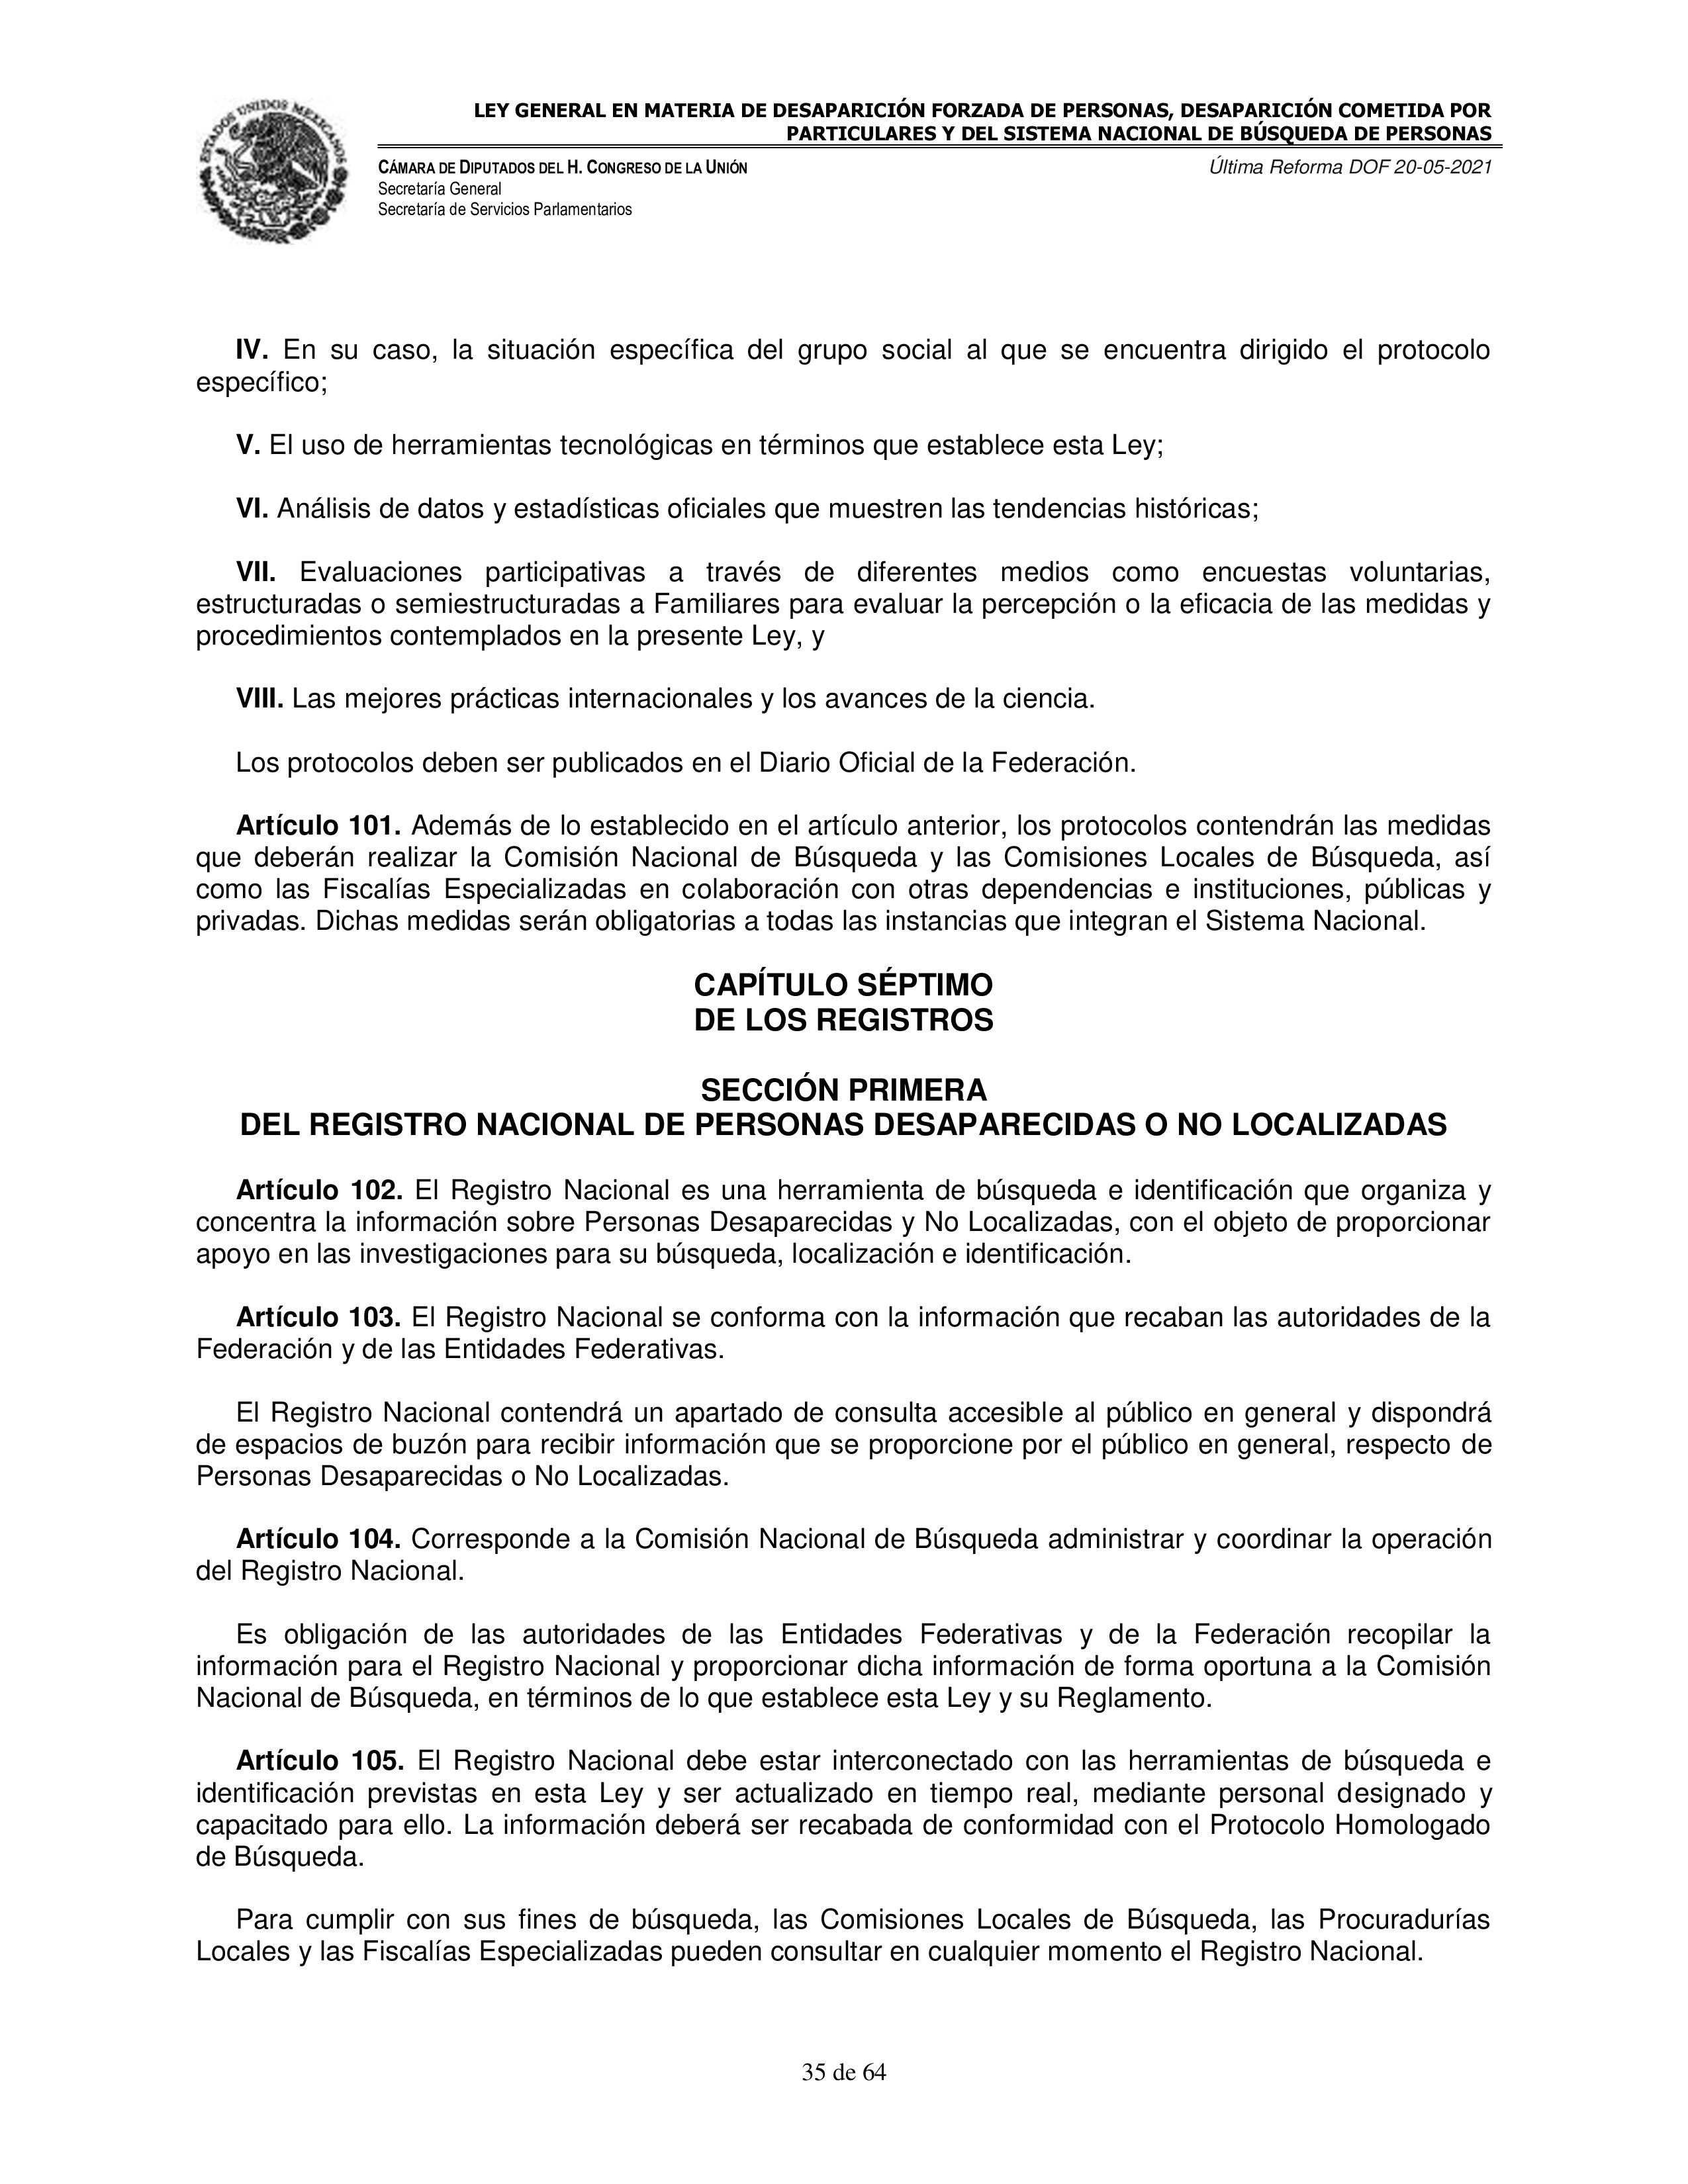 ESTADOS UNIDOS MEXICANOS
LEY GENERAL EN MATERIA DE DESAPARICIÓN FORZADA DE PERSONAS, DESAPARICIÓN COMETIDA POR
PARTICULARES Y DEL SISTEMA NACIONAL DE BÚSQUEDA DE PERSONAS
CÁMARA DE DIPUTADOS DEL H. CONGRESO DE LA UNIÓN
Última Reforma DOF 20-05-2021
Secretaría General
Secretaría de Servicios Parlamentarios
IV. En su caso, la situación específica del grupo social al que se encuentra dirigido el protocolo
específico;
V. El uso de herramientas tecnológicas en términos que establece esta Ley;
VI. Análisis de datos y estadísticas oficiales que muestren las tendencias históricas;
VII. Evaluaciones participativas a través de diferentes medios como encuestas voluntarias,
estructuradas o semiestructuradas a Familiares para evaluar la percepción o la eficacia de las medidas y
procedimientos contemplados en la presente Ley, y
VIII. Las mejores prácticas internacionales y los avances de la ciencia.
Los protocolos deben ser publicados en el Diario Oficial de la Federación.
Artículo 101. Además de lo establecido en el artículo anterior, los protocolos contendrán las medidas
que deberán realizar la Comisión Nacional de Búsqueda y las Comisiones Locales de Búsqueda, así
como las Fiscalías Especializadas en colaboración con otras dependencias e instituciones, públicas y
privadas. Dichas medidas serán obligatorias a todas las instancias que integran el Sistema Nacional.
CAPÍTULO SÉPTIMO
DE LOS REGISTROS
SECCIÓN PRIMERA
DEL REGISTRO NACIONAL DE PERSONAS DESAPARECIDAS O NO LOCALIZADAS
Artículo 102. El Registro Nacional es una herramienta de búsqueda e identificación que organiza y
concentra la información sobre Personas Desaparecidas y No Localizadas, con el objeto de proporcionar
apoyo en las investigaciones para su búsqueda, localización e identificación.
Artículo 103. El Registro Nacional se conforma con la información que recaban las autoridades de la
Federación y de las Entidades Federativas.
El Registro Nacional contendrá un apartado de consulta accesible al público en general y dispondrá
de espacios de buzón para recibir información que se proporcione por el público en general, respecto de
Personas Desaparecidas o No Localizadas.
Artículo 104. Corresponde a la Comisión Nacional de Búsqueda administrar y coordinar la operación
del Registro Nacional.
Es obligación de las autoridades de las Entidades Federativas y de la Federación recopilar la
información para el Registro Nacional y proporcionar dicha información de forma oportuna a la Comisión
Nacional de Búsqueda, en términos de lo que establece esta Ley y su Reglamento.
Artículo 105. El Registro Nacional debe estar interconectado con las herramientas de búsqueda e
identificación previstas en esta Ley y ser actualizado en tiempo real, mediante personal designado y
capacitado para ello. La información deberá ser recabada de conformidad con el Protocolo Homologado
de Búsqueda.
Para cumplir con sus fines de búsqueda, las Comisiones Locales de Búsqueda, las Procuradurías
Locales y las Fiscalías Especializadas pueden consultar en cualquier momento el Registro Nacional.
35 de 64